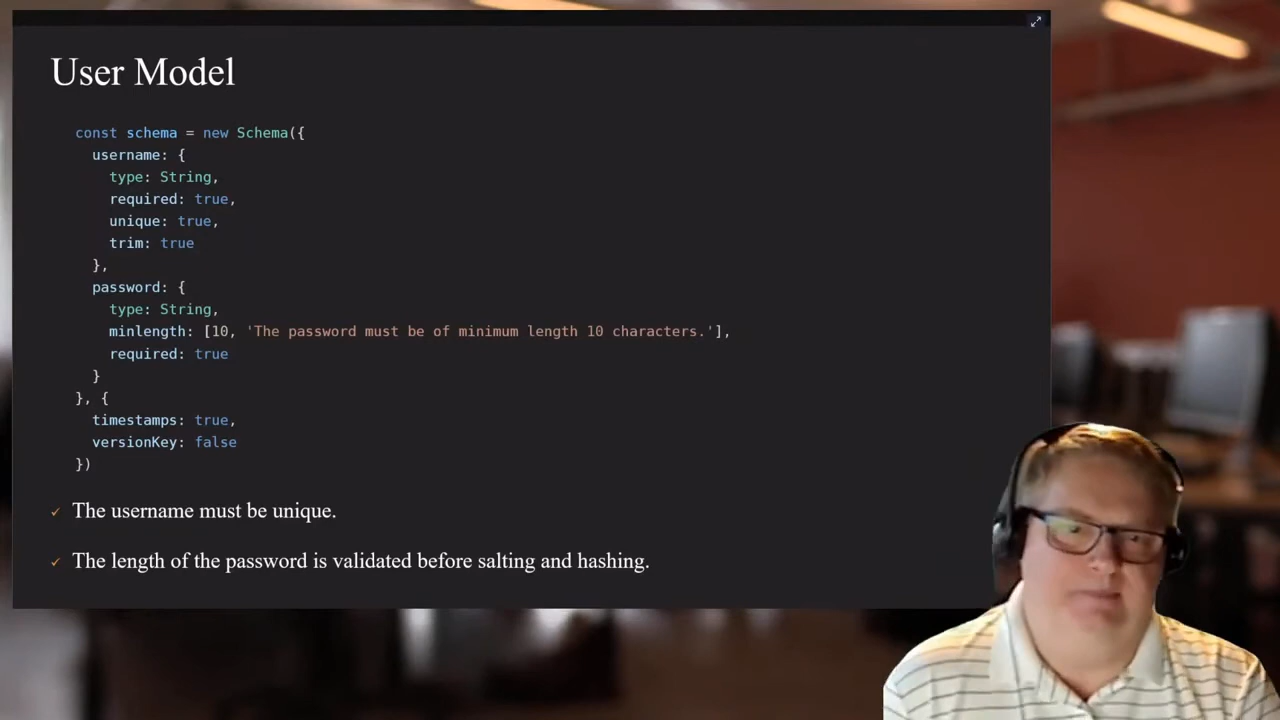 User Model
const schema = new Schema({
  username: {
    type: String,
    required: true,
    unique: true,
    trim: true
  },
  password: {
    type: String,
    minlength: [10, 'The password must be of minimum length 10 characters.'],
    required: true
  }
}, {
  timestamps: true,
  versionKey: false
})
✓ The username must be unique.
✓ The length of the password is validated before salting and hashing.